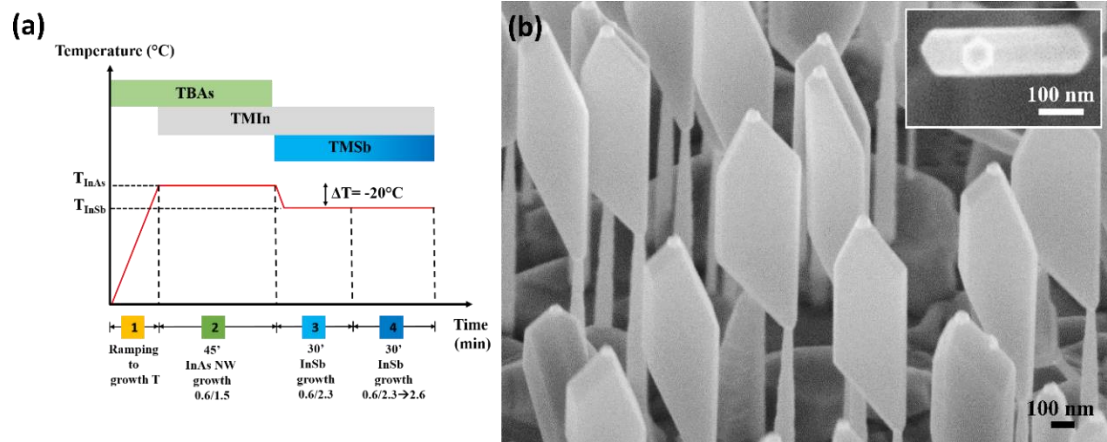 (a)
Temperature (°C)
TBAs
TMIn
TMSb
TInAs
ΔT= -20°C
TInSb
1
2
3
4
Time
(min)
Ramping
to
growth T
45’
InAs NW
growth
0.6/1.5
30’
InSb
growth
0.6/2.3
30’
InSb
growth
0.6/2.3→2.6
(b)
100 nm
100 nm